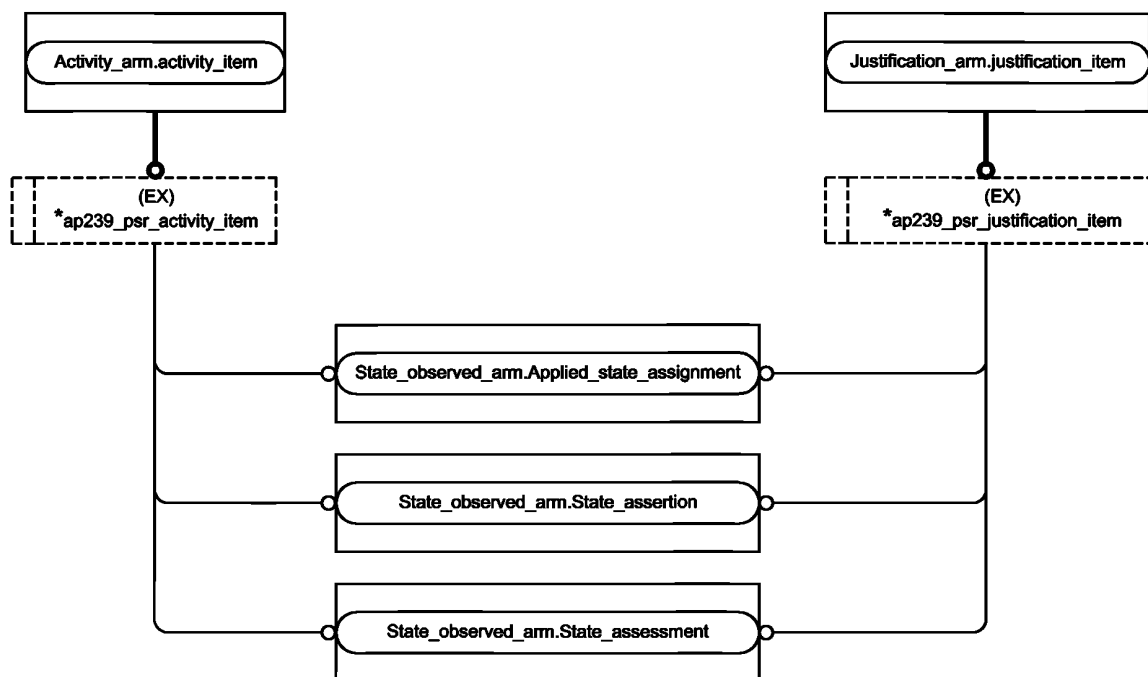 Activity_arm.activity_item
Justification_arm.justification_item
(EX)
*ap239_psr_activity_item
(EX)
*ap239_psr_justification_item
State_observed_arm.Applied_state_assignment
State_observed_arm.State_assertion
State_observed_arm.State_assessment